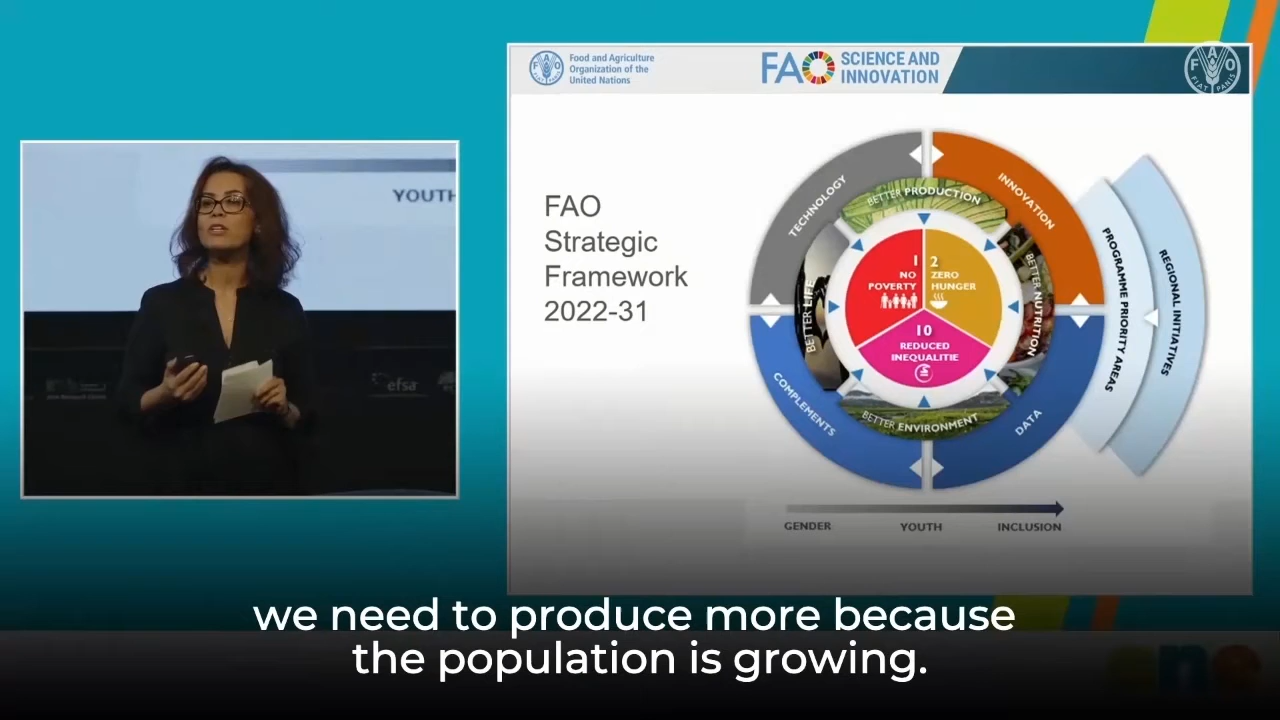 Food and Agriculture
Organization of the
United Nations
FAO
SCIENCE AND
INNOVATION
FAO
FIAT PANIS
YOUTH
efsa
FAO
Strategic
Framework
2022-31
TECHNOLOGY
INNOVATION
COMPLEMENTS
DATA
BETTER PRODUCTION
BETTER NUTRITION
BETTER ENVIRONMENT
BETTER LIFE
1
NO
POVERTY
2
ZERO
HUNGER
10
REDUCED
INEQUALITIE
PROGRAMME PRIORITY AREAS
REGIONAL INITIATIVES
GENDER YOUTH INCLUSION
we need to produce more because
the population is growing.